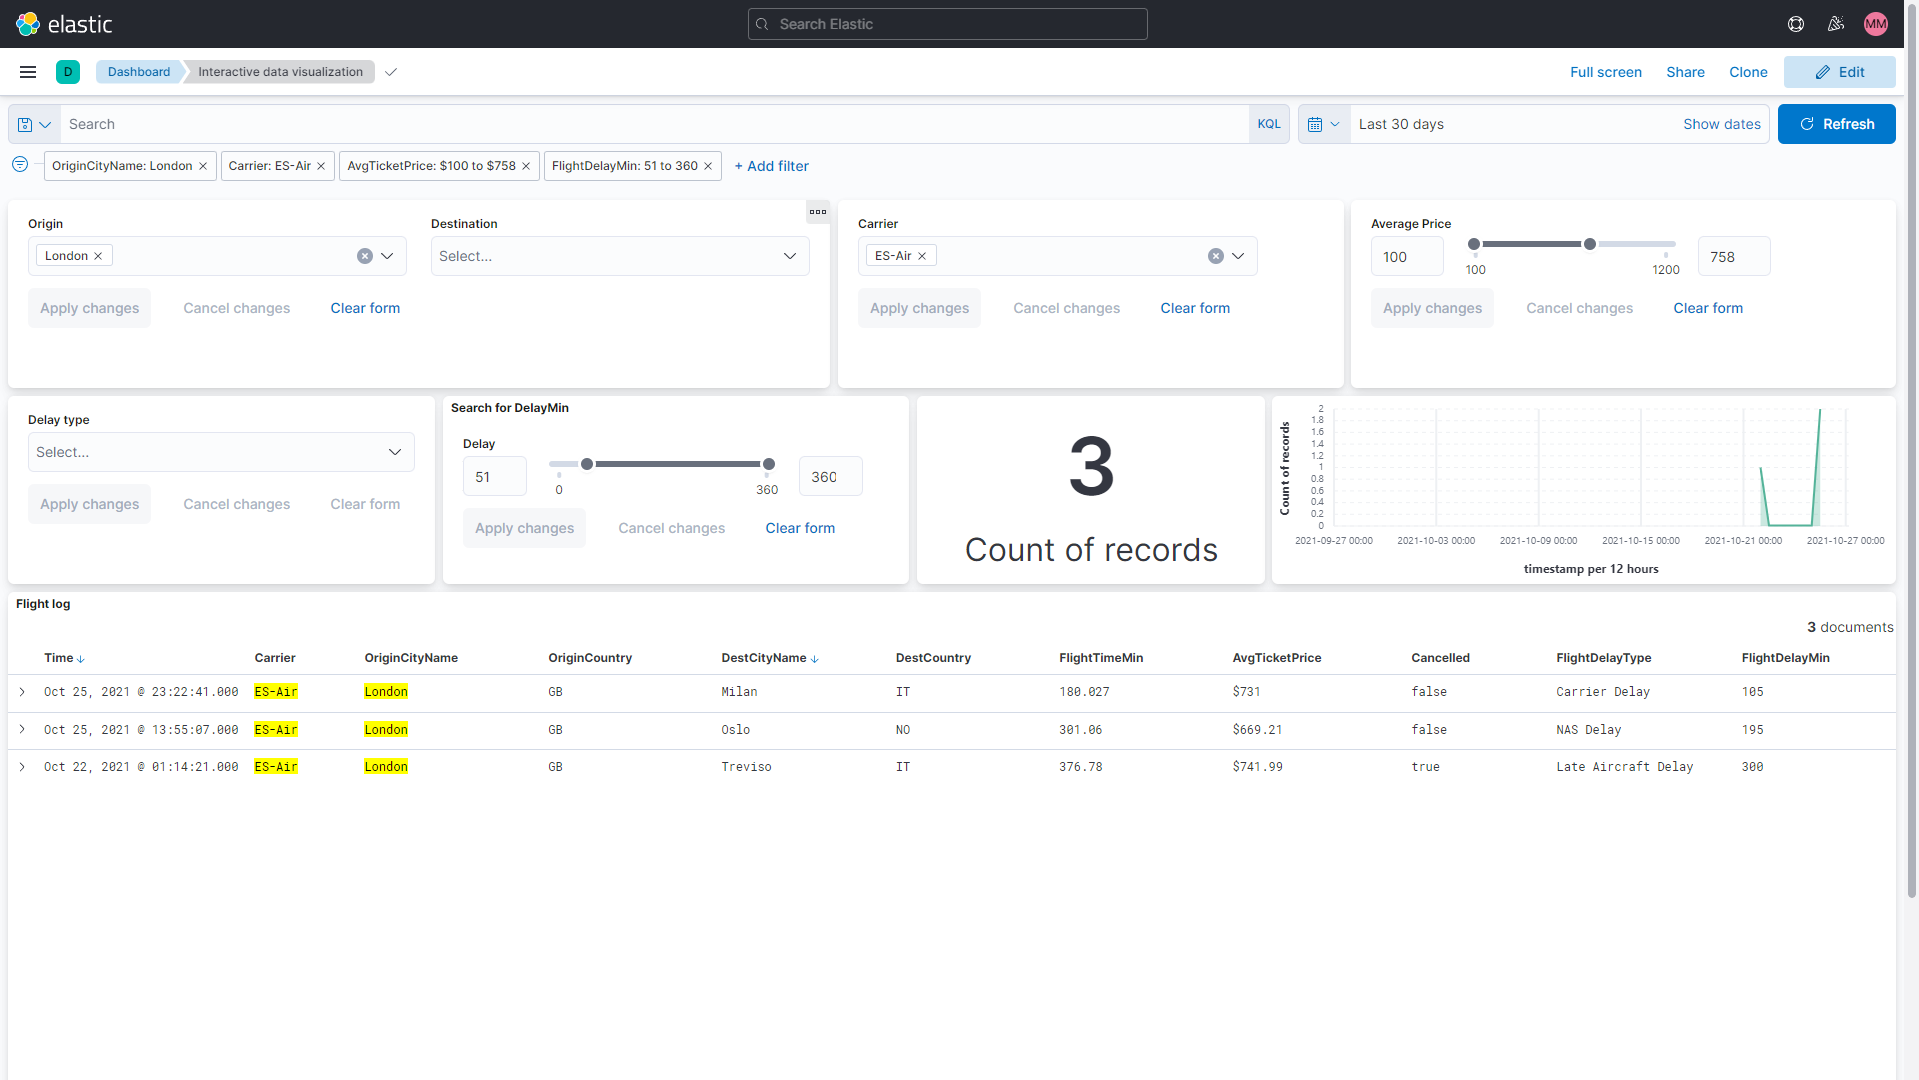 elastic
Search Elastic
MM
D
Dashboard
Interactive data visualization
Full screen
Share
Clone
Edit
Search
KQL
Last 30 days
Show dates
Refresh
OriginCityName: London
Carrier: ES-Air
AvgTicketPrice: $100 to $758
FlightDelayMin: 51 to 360
+ Add filter
Origin
London
Destination
Select...
Apply changes
Cancel changes
Clear form
Carrier
ES-Air
Apply changes
Cancel changes
Clear form
Average Price
100
100
1200
758
Apply changes
Cancel changes
Clear form
Delay type
Select...
Apply changes
Cancel changes
Clear form
Search for DelayMin
Delay
51
0
360
360
Apply changes
Cancel changes
Clear form
3
Count of records
Count of records
2
1.8
1.6
1.4
1.2
1
0.8
0.6
0.4
0.2
0
2021-09-27 00:00 2021-10-03 00:00 2021-10-09 00:00 2021-10-15 00:00 2021-10-21 00:00 2021-10-27 00:00
timestamp per 12 hours
Flight log
3 documents
Time Carrier OriginCityName OriginCountry DestCityName DestCountry FlightTimeMin AvgTicketPrice Cancelled FlightDelayType FlightDelayMin
Oct 25, 2021 @ 23:22:41.000 ES-Air London GB Milan IT 180.027 $731 false Carrier Delay 105
Oct 25, 2021 @ 13:55:07.000 ES-Air London GB Oslo NO 301.06 $669.21 false NAS Delay 195
Oct 22, 2021 @ 01:14:21.000 ES-Air London GB Treviso IT 376.78 $741.99 true Late Aircraft Delay 300